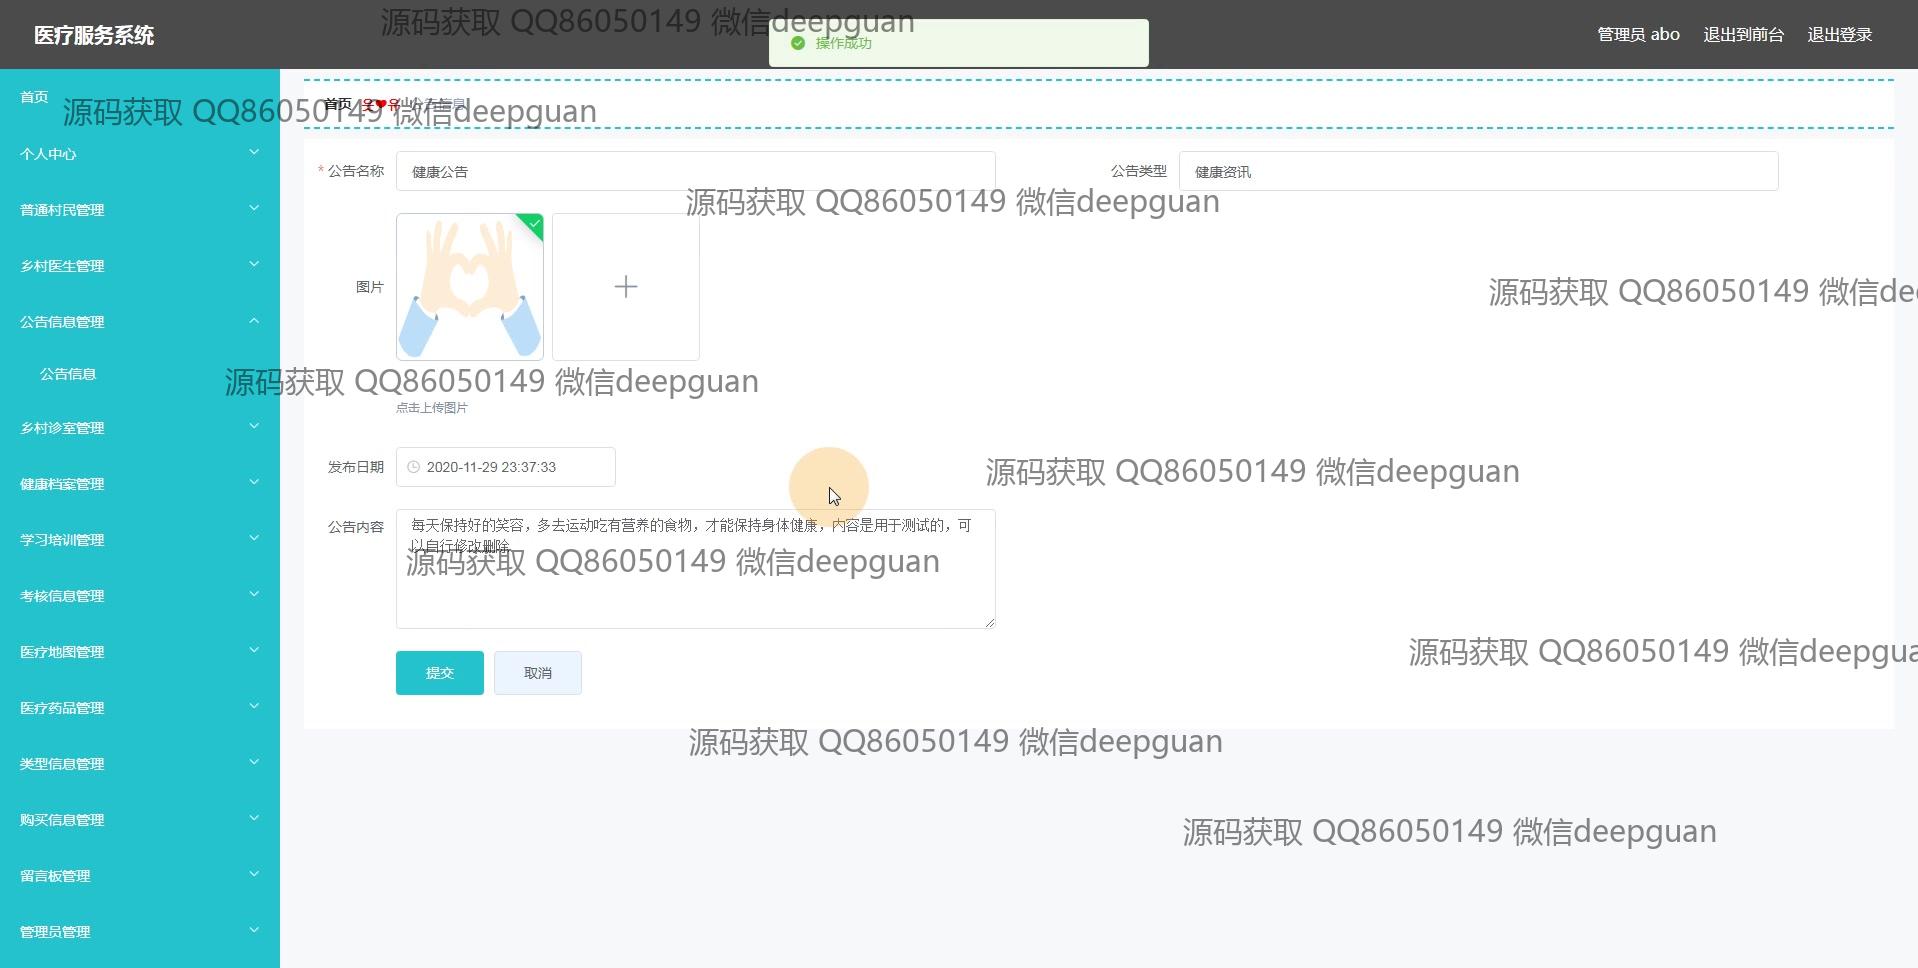 医疗服务系统
源码获取 QQ86050149 微信deepguan
操作成功
管理员 abo
退出到前台
退出登录
首页
源码获取 QQ86050149 微信deepguan
首页
公告信息
个人中心
普通村民管理
乡村医生管理
公告信息管理
公告信息
乡村诊室管理
健康档案管理
学习培训管理
考核信息管理
医疗地图管理
医疗药品管理
类型信息管理
购买信息管理
留言板管理
管理员管理
* 公告名称
健康公告
公告类型
健康资讯
源码获取 QQ86050149 微信deepguan
图片
源码获取 QQ86050149 微信dee
源码获取 QQ86050149 微信deepguan
点击上传图片
发布日期
2020-11-29 23:37:33
源码获取 QQ86050149 微信deepguan
公告内容
每天保持好的笑容，多去运动吃有营养的食物，才能保持身体健康，内容是用于测试的，可
以自行修改删除
源码获取 QQ86050149 微信deepguan
源码获取 QQ86050149 微信deepgua
提交
取消
源码获取 QQ86050149 微信deepguan
源码获取 QQ86050149 微信deepguan